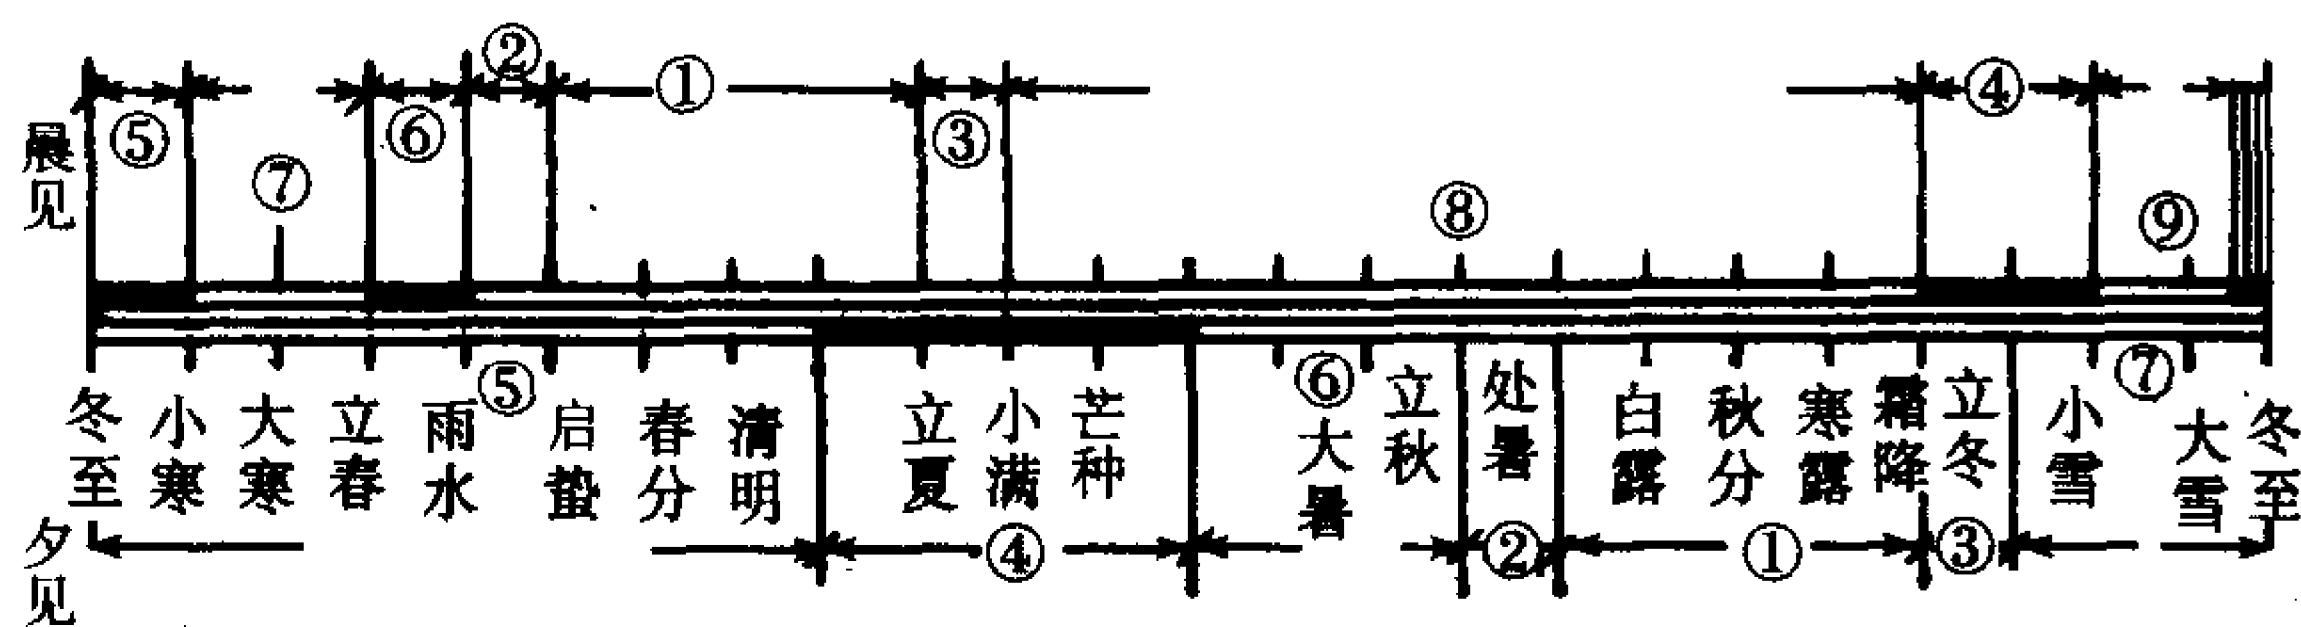 ②
①
④
⑤
⑥
③
晨见
⑦
⑧
⑨
⑤
⑥
⑦
冬至
小寒
大寒
立春
雨水
启蛰
春分
清明
立夏
小满
芒种
大暑
立秋
处暑
白露
秋分
寒露
霜降
立冬
小雪
大雪
冬至
夕见
④
②
①
③